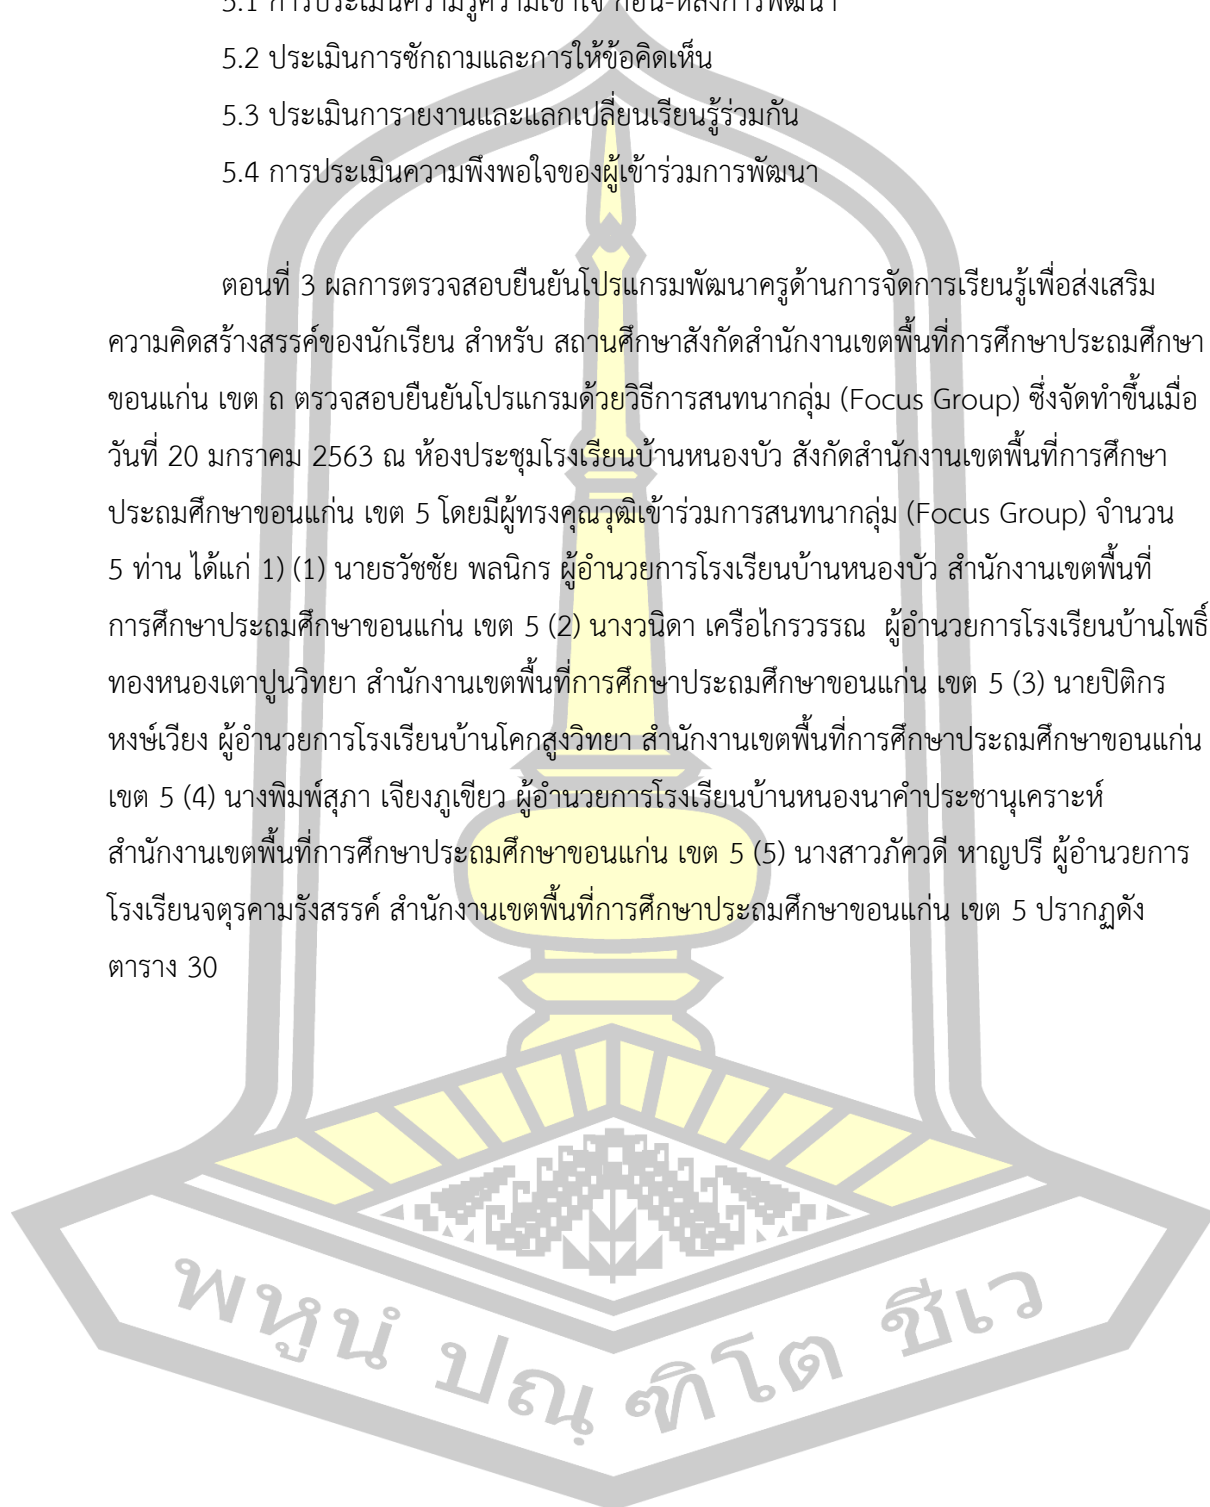 5.1 การประเมินความรู้ความเข้าใจ ก่อน-หลังการพัฒนา
5.2 ประเมินการซักถามและการให้ข้อคิดเห็น
5.3 ประเมินการายงานและแลกเปลี่ยนเรียนรู้ร่วมกัน
5.4 การประเมินความพึงพอใจของผู้เข้าร่วมการพัฒนา
ตอนที่ 3 ผลการตรวจสอบยืนยันโปรแกรมพัฒนาครูด้านการจัดการเรียนรู้เพื่อส่งเสริม
ความคิดสร้างสรรค์ของนักเรียน สำหรับ สถานศึกษาสังกัดสำนักงานเขตพื้นที่การศึกษาประถมศึกษา
ขอนแก่น เขต ถ ตรวจสอบยืนยันโปรแกรมด้วยวิธีการสนทนากลุ่ม (Focus Group) ซึ่งจัดทำขึ้นเมื่อ
วันที่ 20 มกราคม 2563 ณ ห้องประชุมโรงเรียนบ้านหนองบัว สังกัดสำนักงานเขตพื้นที่การศึกษา
ประถมศึกษาขอนแก่น เขต 5 โดยมีผู้ทรงคุณวุฒิเข้าร่วมการสนทนากลุ่ม (Focus Group) จำนวน
5 ท่าน ได้แก่ 1) (1) นายธวัชชัย พลนิกร ผู้อำนวยการโรงเรียนบ้านหนองบัว สำนักงานเขตพื้นที่
การศึกษาประถมศึกษาขอนแก่น เขต 5 (2) นางวนิดา เครือไกรวรรณ ผู้อำนวยการโรงเรียนบ้านโพธิ์
ทองหนองเตาปูนวิทยา สำนักงานเขตพื้นที่การศึกษาประถมศึกษาขอนแก่น เขต 5 (3) นายปิติกร
หงษ์เวียง ผู้อำนวยการโรงเรียนบ้านโคกสูงวิทยา สำนักงานเขตพื้นที่การศึกษาประถมศึกษาขอนแก่น
เขต 5 (4) นางพิมพ์สุภา เจียงภูเขียว ผู้อำนวยการโรงเรียนบ้านหนองนาคำประชานุเคราะห์
สำนักงานเขตพื้นที่การศึกษาประถมศึกษาขอนแก่น เขต 5 (5) นางสาวภัควดี หาญปรี ผู้อำนวยการ
โรงเรียนจตุรคามรังสรรค์ สำนักงานเขตพื้นที่การศึกษาประถมศึกษาขอนแก่น เขต 5 ปรากฏดัง
ตาราง 30
พหูนํ ปณฺฑิโต ชีเว